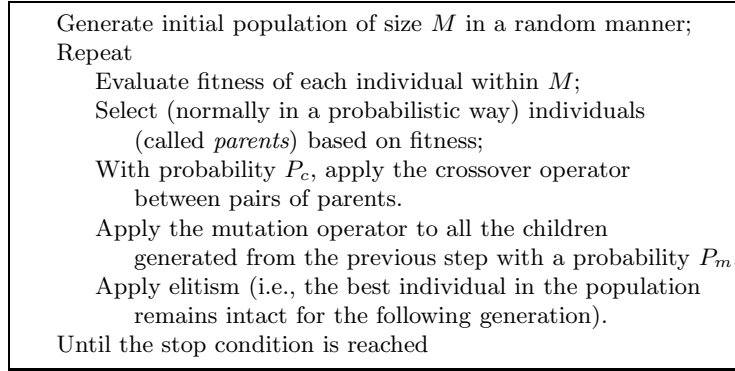 Generate initial population of size M in a random manner;
Repeat
Evaluate fitness of each individual within M;
Select (normally in a probabilistic way) individuals
(called parents) based on fitness;
With probability P_c, apply the crossover operator
between pairs of parents.
Apply the mutation operator to all the children
generated from the previous step with a probability P_m.
Apply elitism (i.e., the best individual in the population
remains intact for the following generation).
Until the stop condition is reached